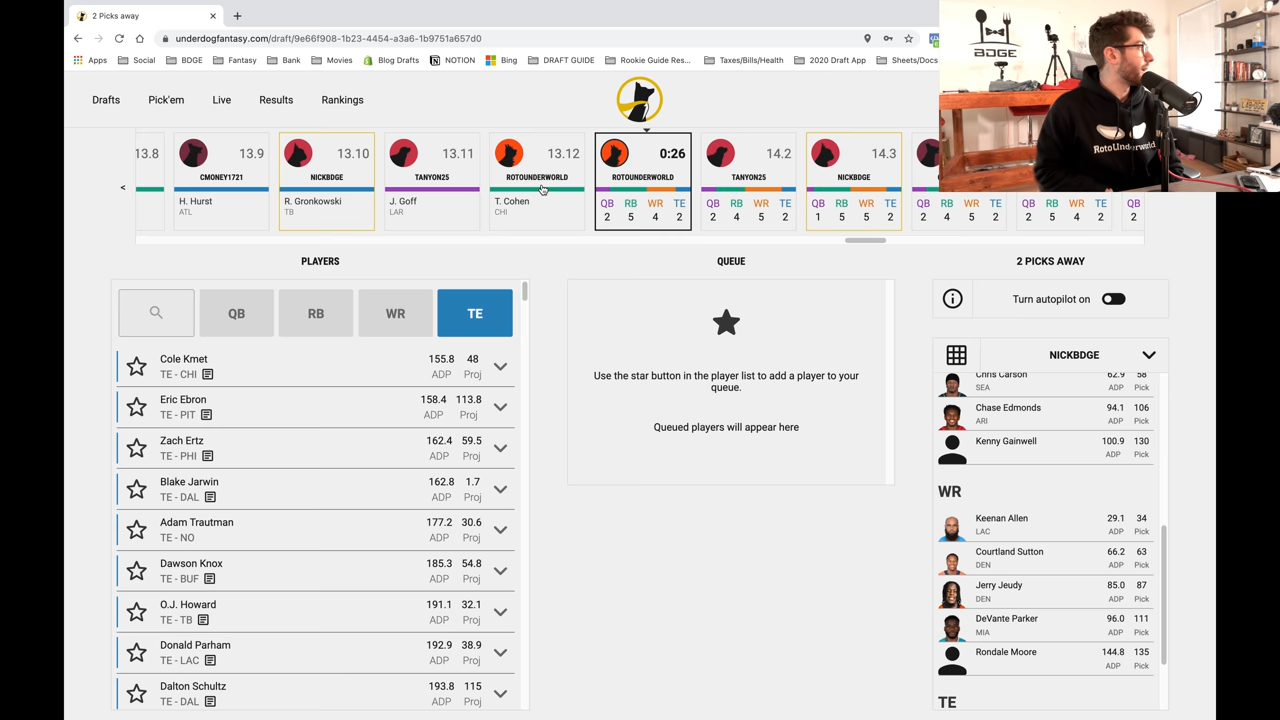 2 Picks away
underdogfantasy.com/draft/9e66f908-1b23-4454-a3a6-1b9751a657d0
Apps
Social
BDGE
Fantasy
Banks
Movies
Blog Drafts
NOTION
Bing
DRAFT GUIDE
Rookie Guide Res...
Taxes/Bills/Health
2020 Draft App
Sheets/Docs
BDGE
RotoUnderworld
Drafts
Pick'em
Live
Results
Rankings
13.8
13.9
CMONEY1721
H. Hurst
ATL
13.10
NICKBDGE
R. Gronkowski
TB
13.11
TANYON25
J. Goff
LAR
13.12
ROTOUNDERWORLD
T. Cohen
CHI
0:26
ROTOUNDERWORLD
QB RB WR TE
2 5 4 2
14.2
TANYON25
QB RB WR TE
2 4 5 2
14.3
NICKBDGE
QB RB WR TE
1 5 5 2
QB RB WR TE
2 4 5 2
QB
2
<
PLAYERS
QUEUE
2 PICKS AWAY
QB
RB
WR
TE
Cole Kmet 155.8 48
TE - CHI
Eric Ebron 158.4 113.8
TE - PIT ADP Proj
Zach Ertz 162.4 59.5
TE - PHI ADP Proj
Blake Jarwin 162.8 1.7
TE - DAL ADP Proj
Adam Trautman 177.2 30.6
TE - NO ADP Proj
Dawson Knox 185.3 54.8
TE - BUF ADP Proj
O.J. Howard 191.1 32.1
TE - TB ADP Proj
Donald Parham 192.9 38.9
TE - LAC ADP Proj
Dalton Schultz 193.8 115
TE - DAL ADP Proj
Use the star button in the player list to add a player to your
queue.
Queued players will appear here
Turn autopilot on
NICKBDGE
Chris Carson 62.9 58
SEA ADP Pick
Chase Edmonds 94.1 106
ARI ADP Pick
Kenny Gainwell 100.9 130
ADP Pick
WR
Keenan Allen 29.1 34
LAC ADP Pick
Courtland Sutton 66.2 63
DEN ADP Pick
Jerry Jeudy 85.0 87
DEN ADP Pick
DeVante Parker 96.0 111
MIA ADP Pick
Rondale Moore 144.8 135
ADP Pick
TE